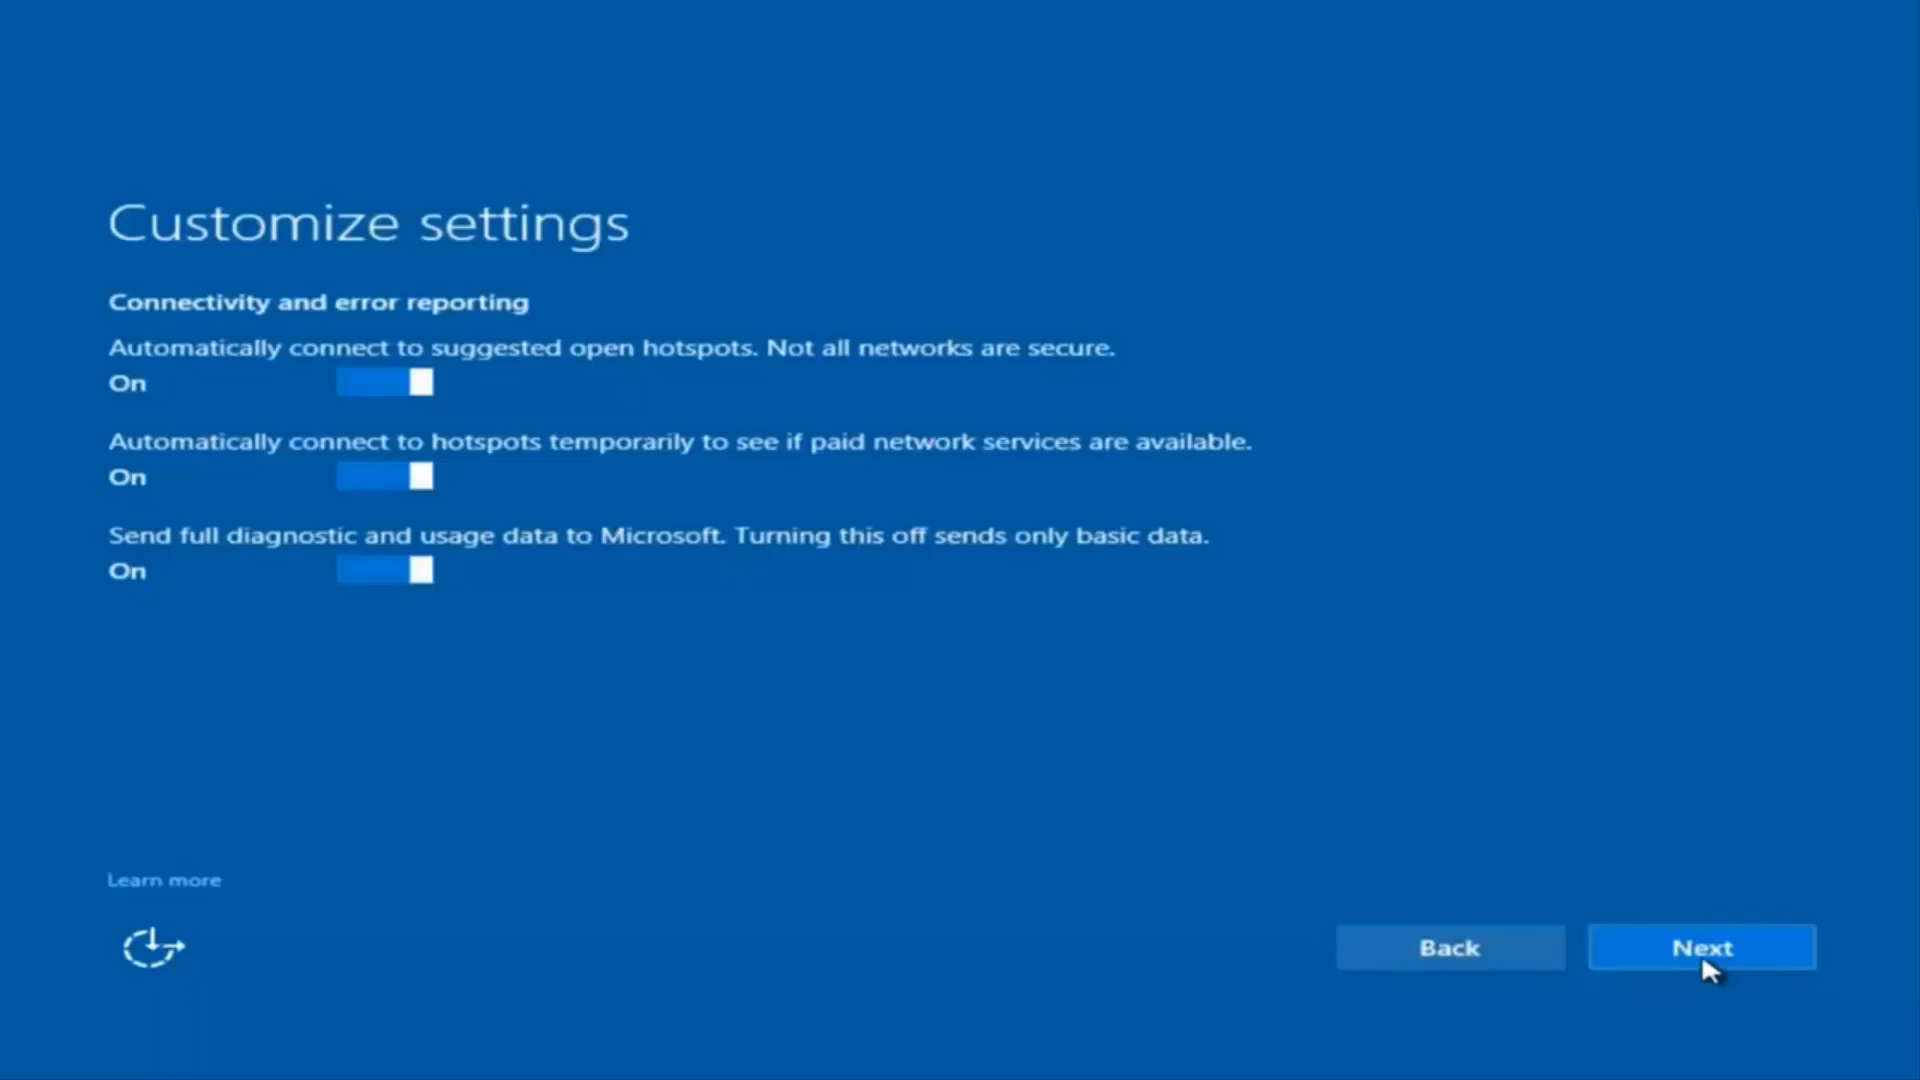 Customize settings
Connectivity and error reporting
Automatically connect to suggested open hotspots. Not all networks are secure.
On
Automatically connect to hotspots temporarily to see if paid network services are available.
On
Send full diagnostic and usage data to Microsoft. Turning this off sends only basic data.
On
Learn more
Back
Next